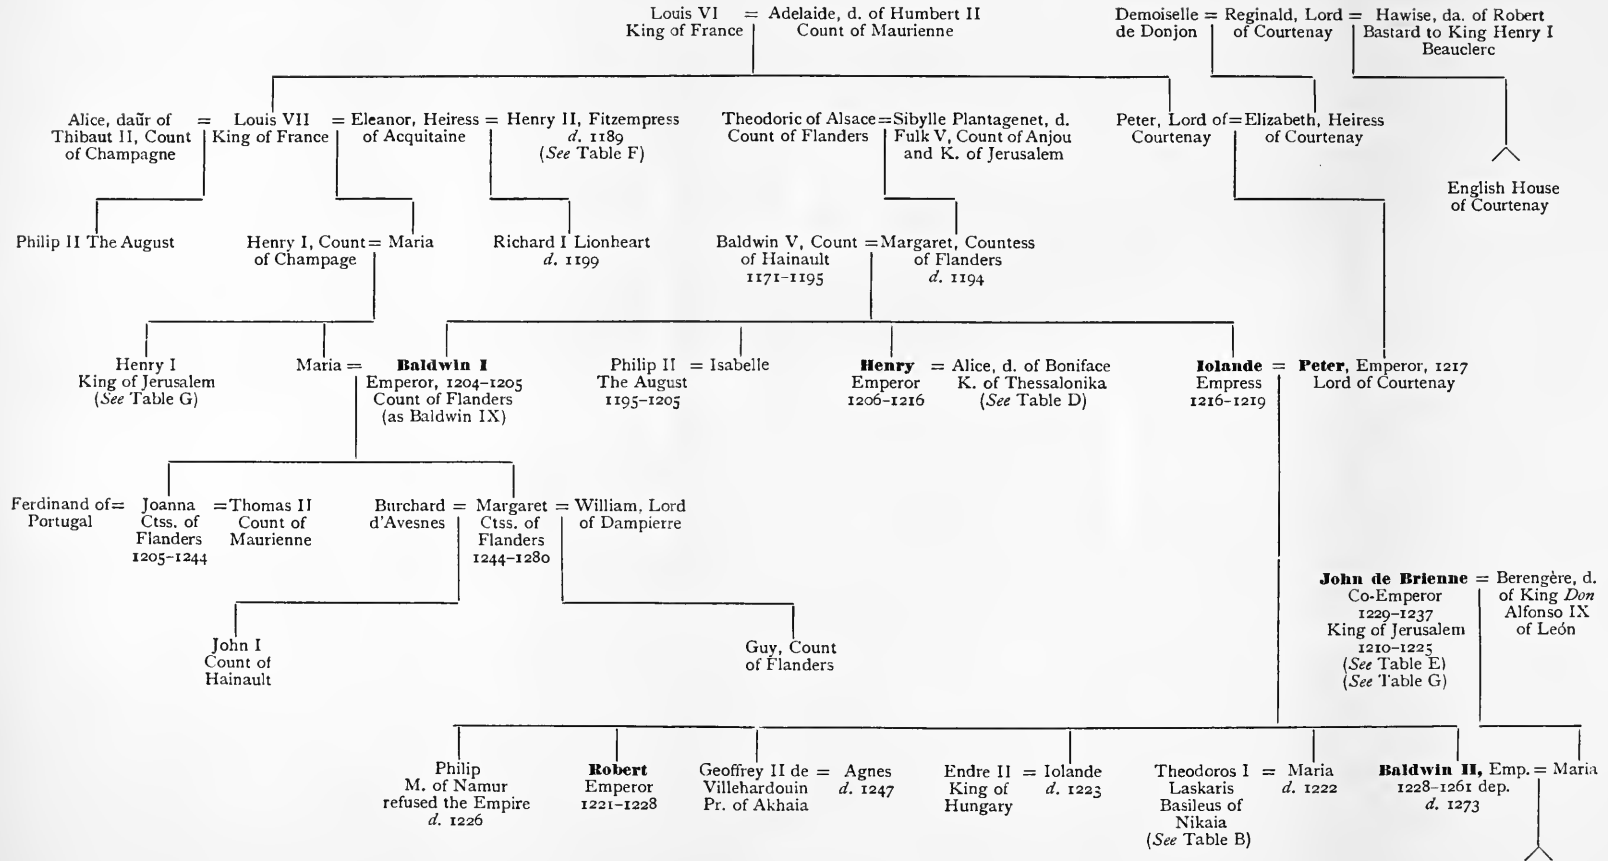 Louis VI = Adelaide, d. of Humbert II
King of France Count of Maurienne
Demoiselle = Reginald, Lord = Hawise, da. of Robert
de Donjon of Courtenay Bastard to King Henry I
Beauclerc
Alice, daũr of = Louis VII = Eleanor, Heiress = Henry II, Fitzempress
Thibaut II, Count King of France of Acquitaine d. 1189
of Champagne (See Table F)
Theodoric of Alsace = Sibylle Plantagenet, d.
Count of Flanders Fulk V, Count of Anjou
and K. of Jerusalem
Peter, Lord of = Elizabeth, Heiress
Courtenay of Courtenay
English House
of Courtenay
Philip II The August
Henry I, Count = Maria
of Champage
Richard I Lionheart
d. 1199
Baldwin V, Count = Margaret, Countess
of Hainault of Flanders
1171–1195 d. 1194
Henry I
King of Jerusalem
(See Table G)
Maria = Baldwin I
Emperor, 1204–1205
Count of Flanders
(as Baldwin IX)
Philip II = Isabelle
The August
1195–1205
Henry = Alice, d. of Boniface
Emperor K. of Thessalonika
1206–1216 (See Table D)
Iolande = Peter, Emperor, 1217
Empress Lord of Courtenay
1216–1219
Ferdinand of = Joanna = Thomas II
Portugal Ctss. of Count of
Flanders Maurienne
1205–1244
Burchard = Margaret = William, Lord
d'Avesnes Ctss. of of Dampierre
Flanders
1244–1280
John de Brienne = Berengère, d.
Co-Emperor of King Don
1229–1237 Alfonso IX
King of Jerusalem of León
1210–1225
(See Table E)
(See Table G)
John I
Count of
Hainault
Guy, Count
of Flanders
Philip
M. of Namur
refused the Empire
d. 1226
Robert
Emperor
1221–1228
Geoffrey II de = Agnes
Villehardouin d. 1247
Pr. of Akhaia
Endre II = Iolande
King of d. 1223
Hungary
Theodoros I = Maria
Laskaris d. 1222
Basileus of
Nikaia
(See Table B)
Baldwin II, Emp. = Maria
1228–1261 dep.
d. 1273